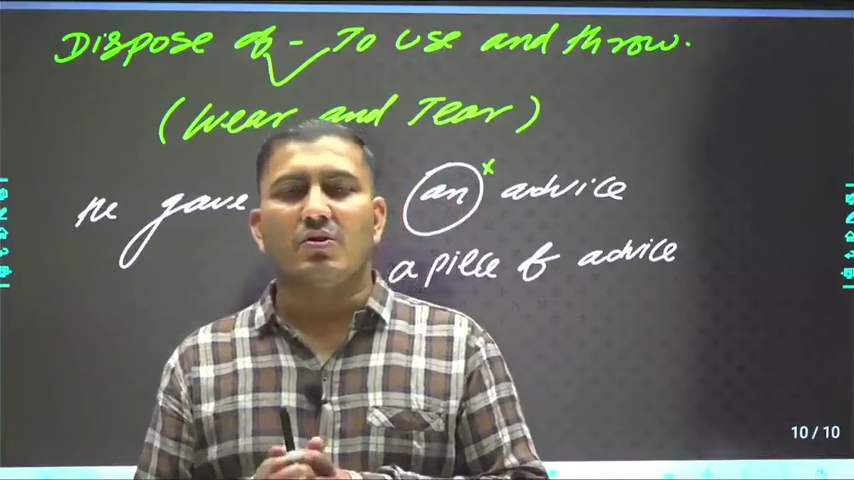 Dispose of - To use and throw.
(Wear and Tear)
He gave an x advice
a piece of advice
10 / 10